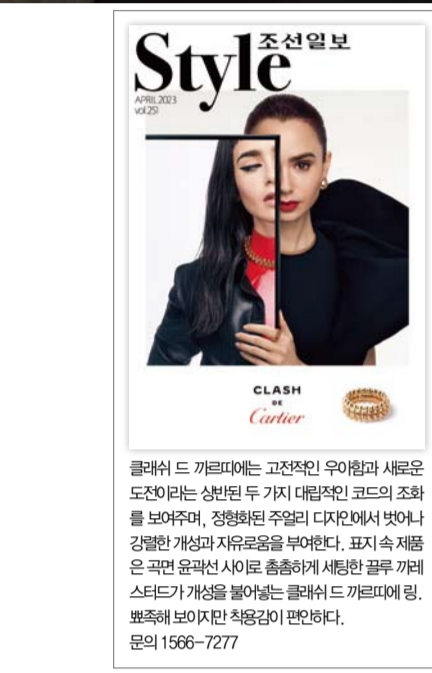 Style 조선일보
APRIL 2023
vol.251
CLASH
DE
Cartier
클래쉬 드 까르띠에는 고전적인 우아함과 새로운
도전이라는 상반된 두 가지 대립적인 코드의 조화
를 보여주며, 정형화된 주얼리 디자인에서 벗어나
강렬한 개성과 자유로움을 부여한다. 표지 속 제품
은 곡면 윤곽선 사이로 촘촘하게 세팅한 끌루 까레
스터드가 개성을 불어넣는 클래쉬 드 까르띠에 링.
뾰족해 보이지만 착용감이 편안하다.
문의 1566-7277